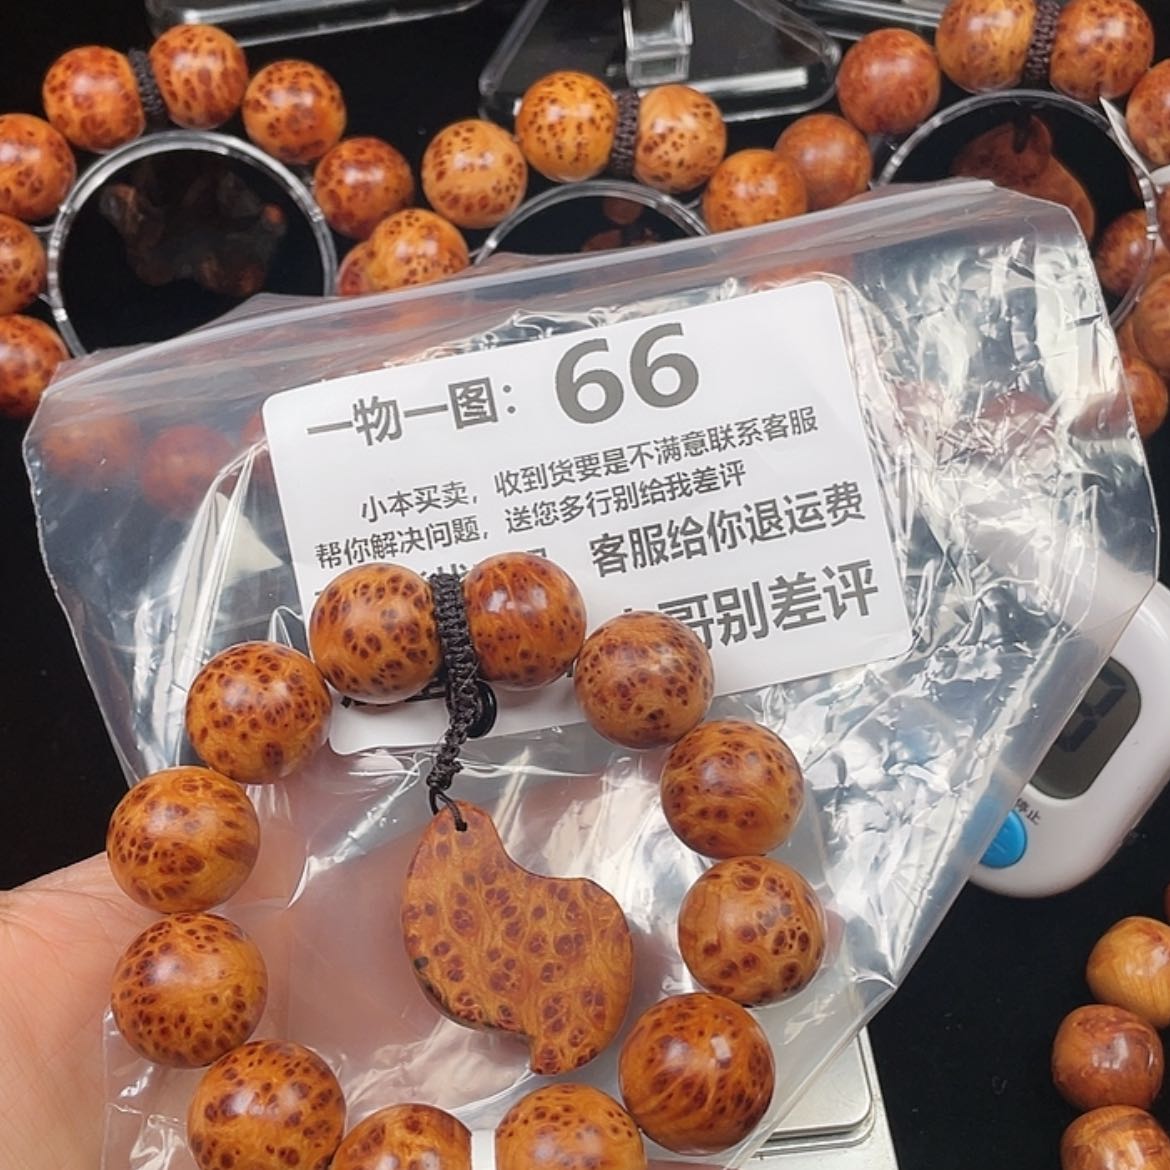 一物一图：66
小本买卖，收到货要是不满意联系客服
帮你解决问题，送您多行别给我差评
客服给你退运费
哥别差评
停止